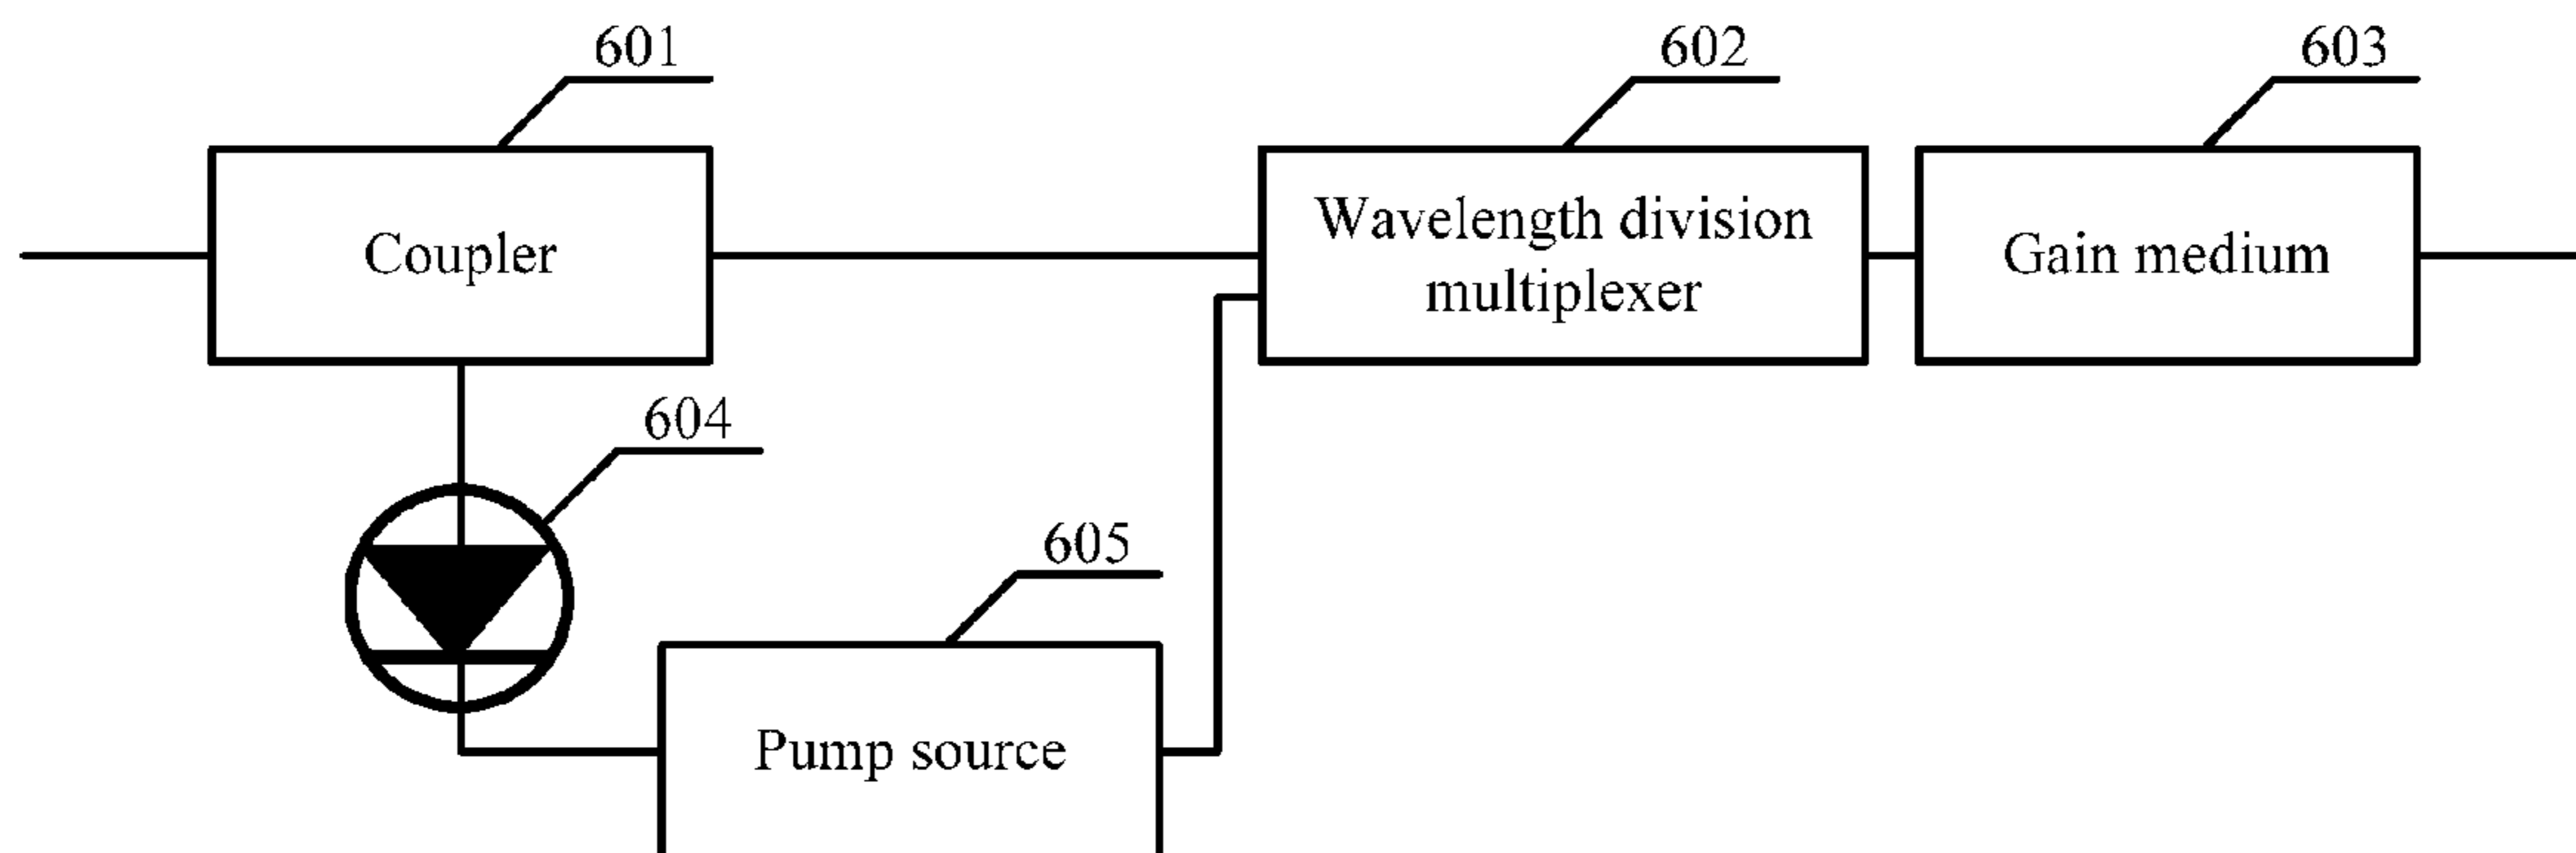 601
602
603
Coupler
Wavelength division
multiplexer
Gain medium
604
605
Pump source